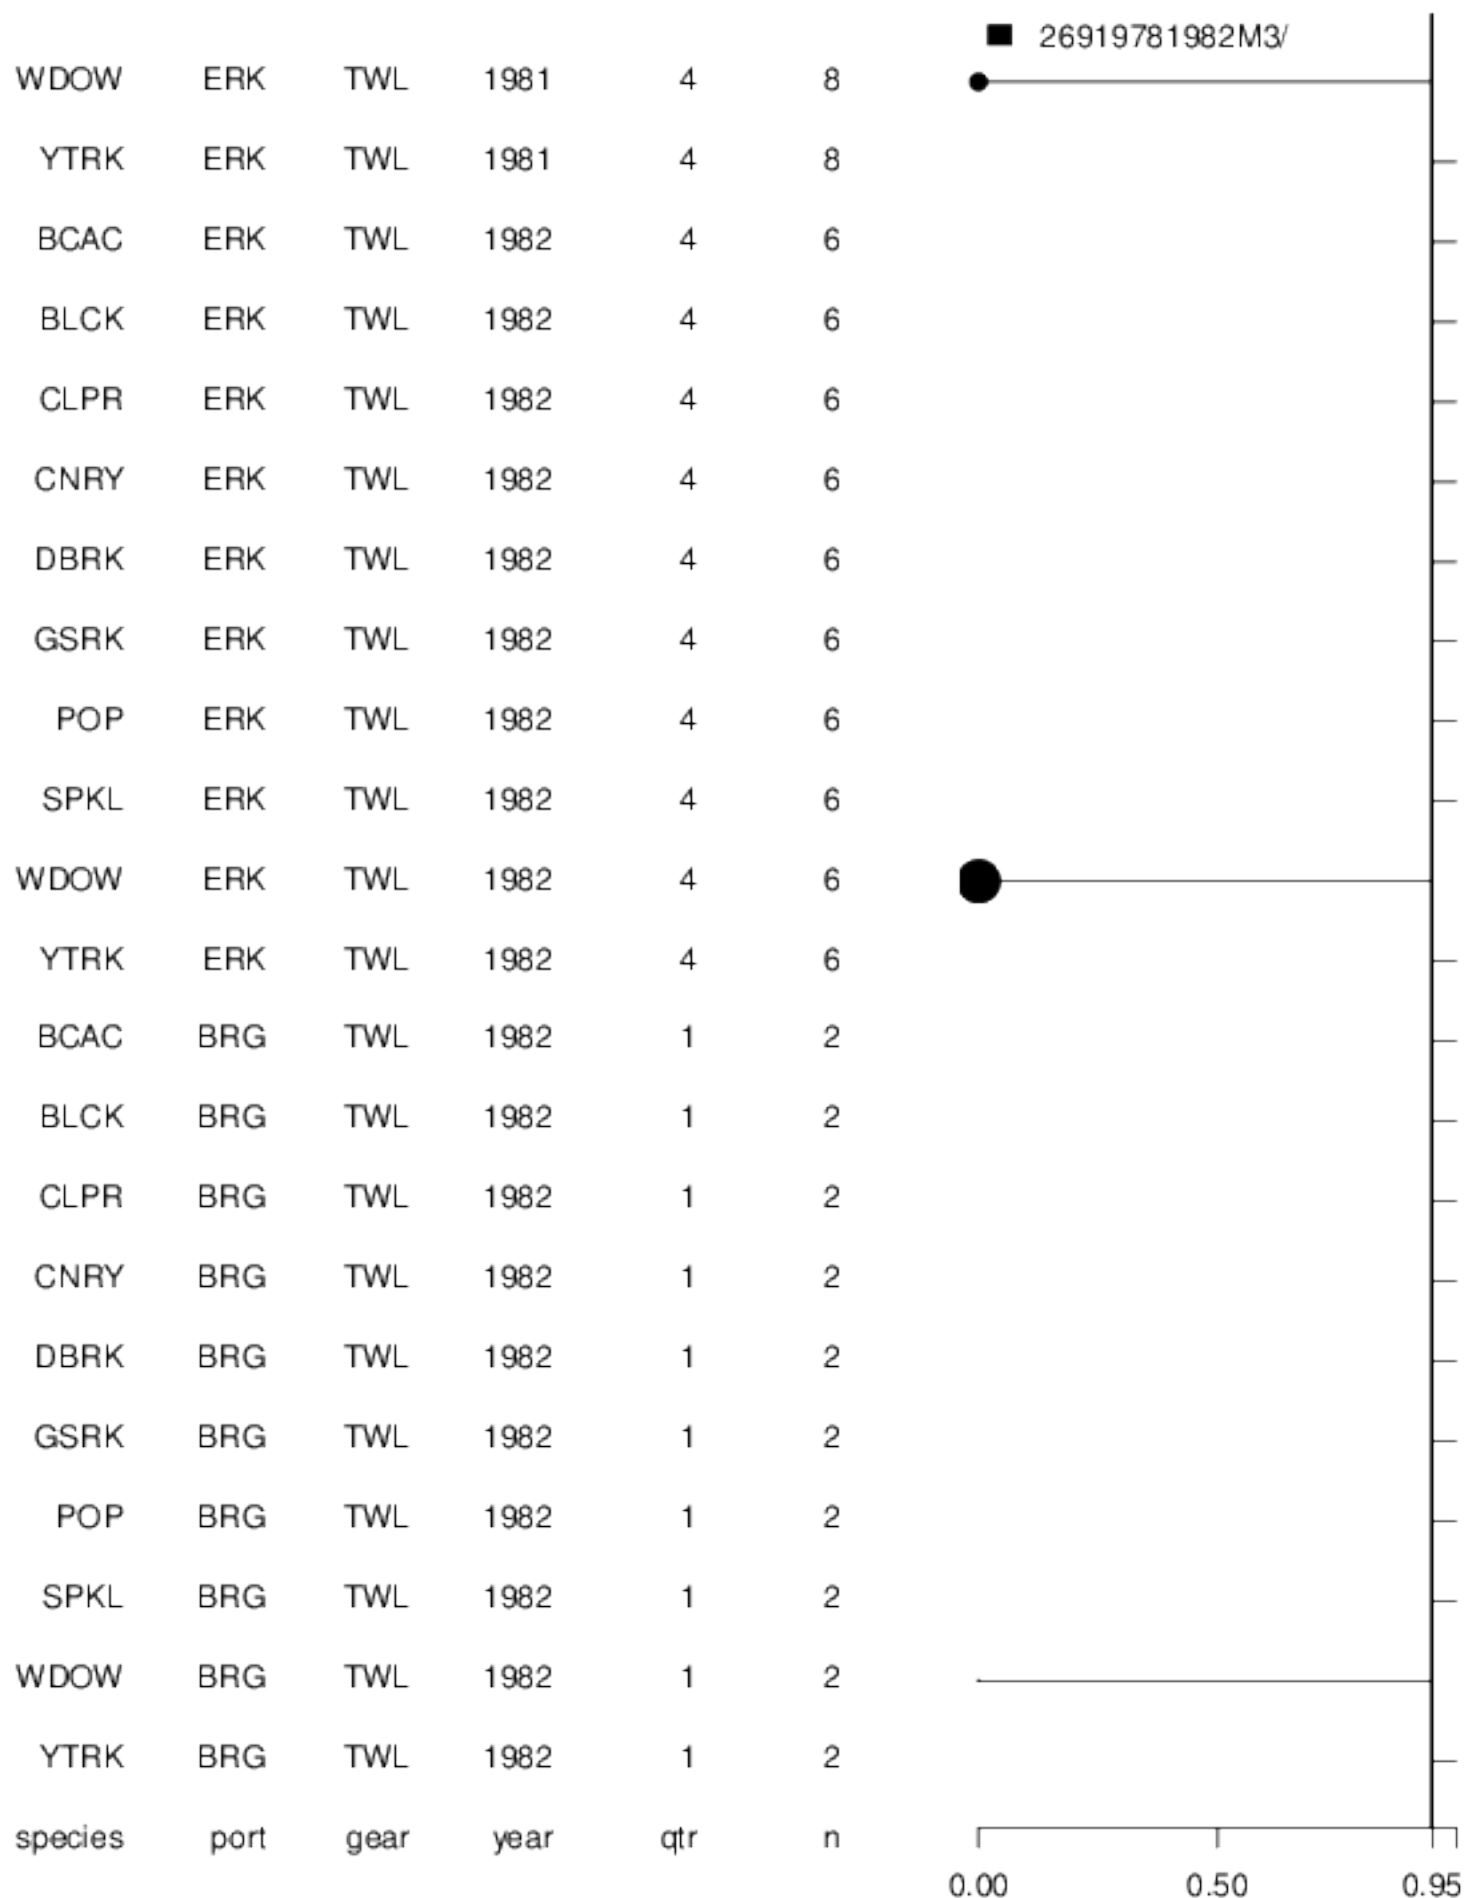 26919781982M3/
WDOW ERK TWL 1981 4 8
YTRK ERK TWL 1981 4 8
BCAC ERK TWL 1982 4 6
BLCK ERK TWL 1982 4 6
CLPR ERK TWL 1982 4 6
CNRY ERK TWL 1982 4 6
DBRK ERK TWL 1982 4 6
GSRK ERK TWL 1982 4 6
POP ERK TWL 1982 4 6
SPKL ERK TWL 1982 4 6
WDOW ERK TWL 1982 4 6
YTRK ERK TWL 1982 4 6
BCAC BRG TWL 1982 1 2
BLCK BRG TWL 1982 1 2
CLPR BRG TWL 1982 1 2
CNRY BRG TWL 1982 1 2
DBRK BRG TWL 1982 1 2
GSRK BRG TWL 1982 1 2
POP BRG TWL 1982 1 2
SPKL BRG TWL 1982 1 2
WDOW BRG TWL 1982 1 2
YTRK BRG TWL 1982 1 2
species port gear year qtr n
0.00 0.50 0.95